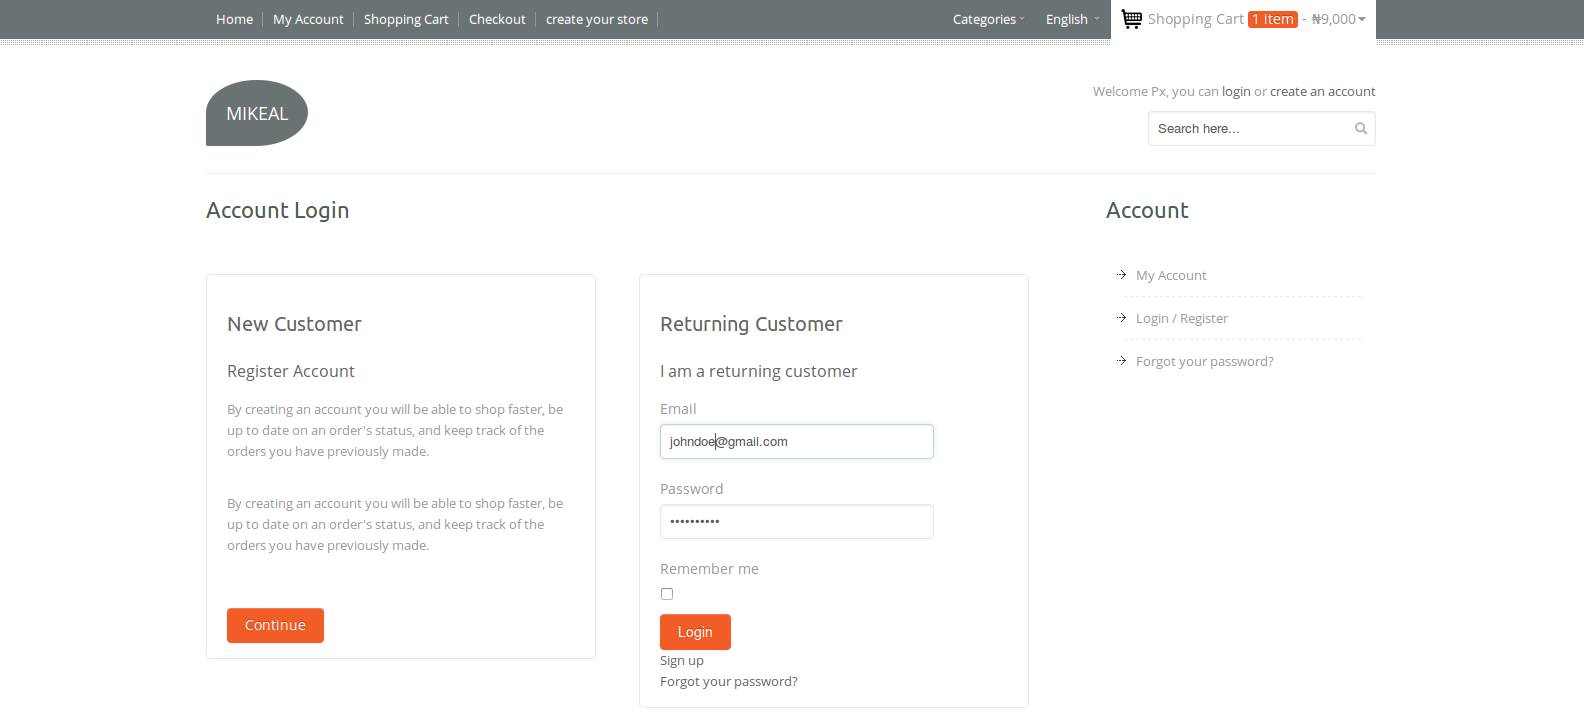 Home
My Account
Shopping Cart
Checkout
create your store
Categories
English
Shopping Cart 1 item - ₦9,000
MIKEAL
Welcome Px, you can login or create an account
Search here...
Account Login
New Customer
Register Account
By creating an account you will be able to shop faster, be
up to date on an order's status, and keep track of the
orders you have previously made.
By creating an account you will be able to shop faster, be
up to date on an order's status, and keep track of the
orders you have previously made.
Continue
Returning Customer
I am a returning customer
Email
johndoe@gmail.com
Password
••••••••••
Remember me
Login
Sign up
Forgot your password?
Account
My Account
Login / Register
Forgot your password?